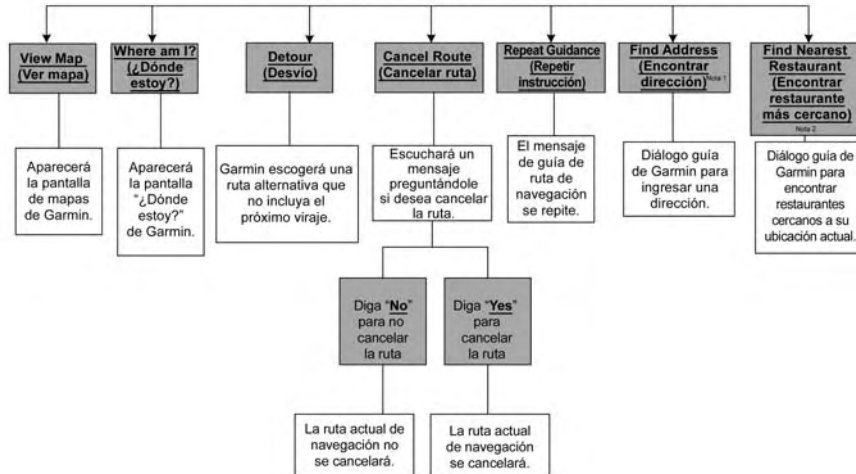 View Map
(Ver mapa)
Where am I?
(¿Dónde
estoy?)
Detour
(Desvío)
Cancel Route
(Cancelar ruta)
Repeat Guidance
(Repetir
instrucción)
Find Address
(Encontrar
dirección) Nota 1
Find Nearest
Restaurant
(Encontrar
restaurante
más cercano)
Nota 2
Aparecerá
la pantalla
de mapas
de Garmin.
Aparecerá
la pantalla
“¿Dónde
estoy?”
de Garmin.
Garmin escogerá una
ruta alternativa que
no incluya el
próximo viraje.
Escuchará un
mensaje
preguntándole
si desea cancelar
la ruta.
El mensaje
de guía de
ruta de
navegación
se repite.
Diálogo guía
de Garmin para
ingresar una
dirección.
Diálogo guía de
Garmin para
encontrar
restaurantes
cercanos a su
ubicación actual.
Diga “No”
para no
cancelar
la ruta
Diga “Yes”
para
cancelar
la ruta
La ruta actual de
navegación no
se cancelará.
La ruta actual
de navegación
se cancelará.